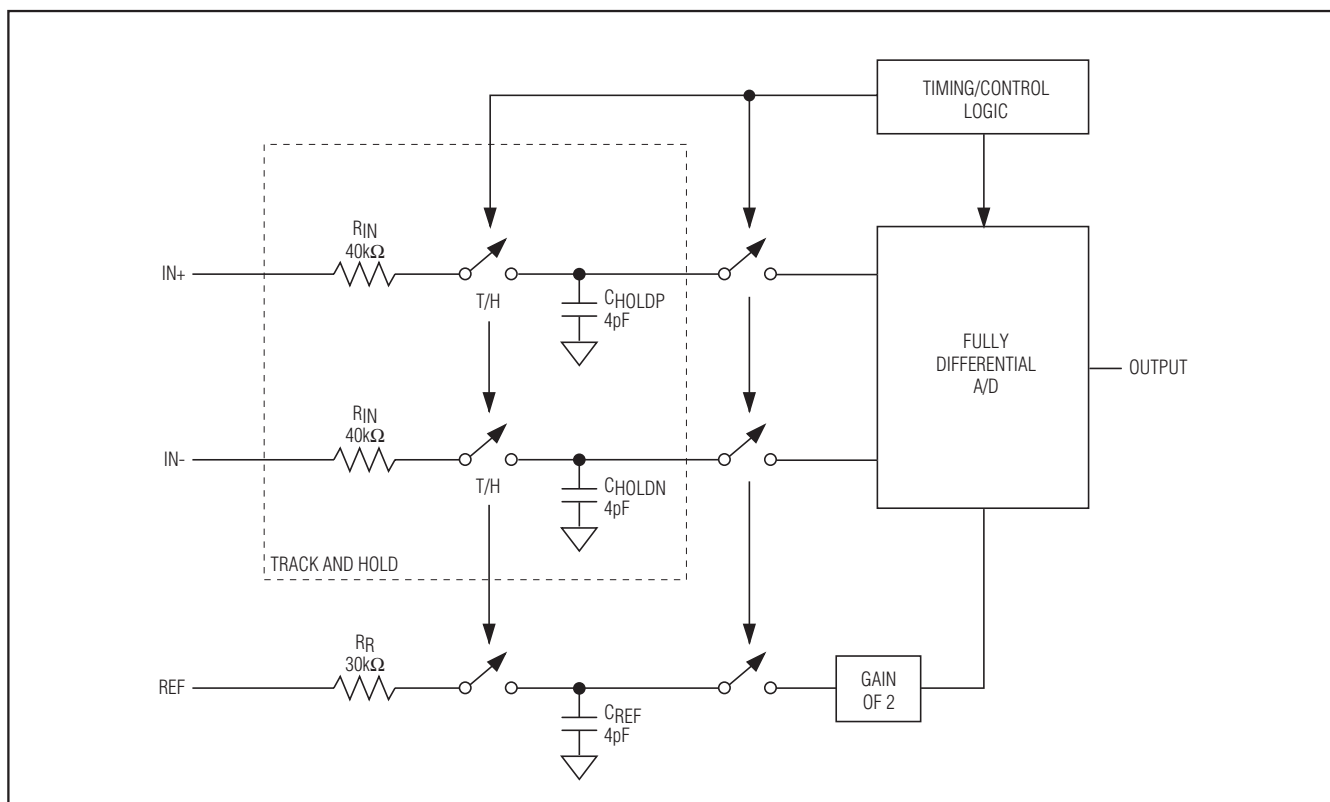 TIMING/CONTROL
LOGIC
RIN
40kΩ
IN+
T/H
CHOLDP
4pF
FULLY
DIFFERENTIAL
A/D
OUTPUT
RIN
40kΩ
IN-
T/H
CHOLDN
4pF
TRACK AND HOLD
RR
30kΩ
REF
CREF
4pF
GAIN
OF 2